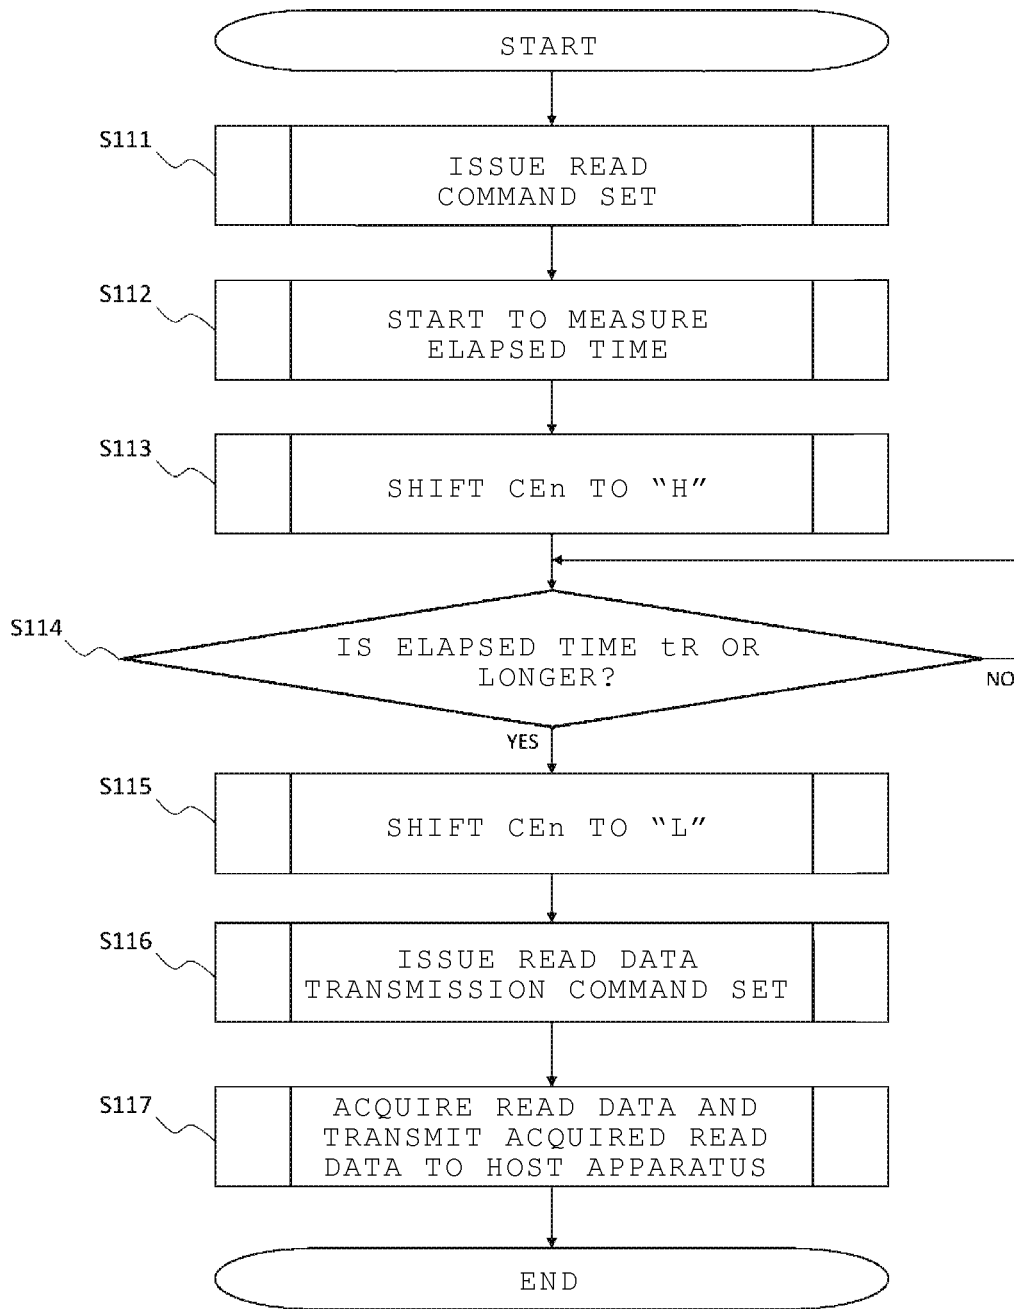 START
S111
ISSUE READ
COMMAND SET
S112
START TO MEASURE
ELAPSED TIME
S113
SHIFT CEn TO “H”
S114
IS ELAPSED TIME tR OR
LONGER?
NO
YES
S115
SHIFT CEn TO “L”
S116
ISSUE READ DATA
TRANSMISSION COMMAND SET
S117
ACQUIRE READ DATA AND
TRANSMIT ACQUIRED READ
DATA TO HOST APPARATUS
END